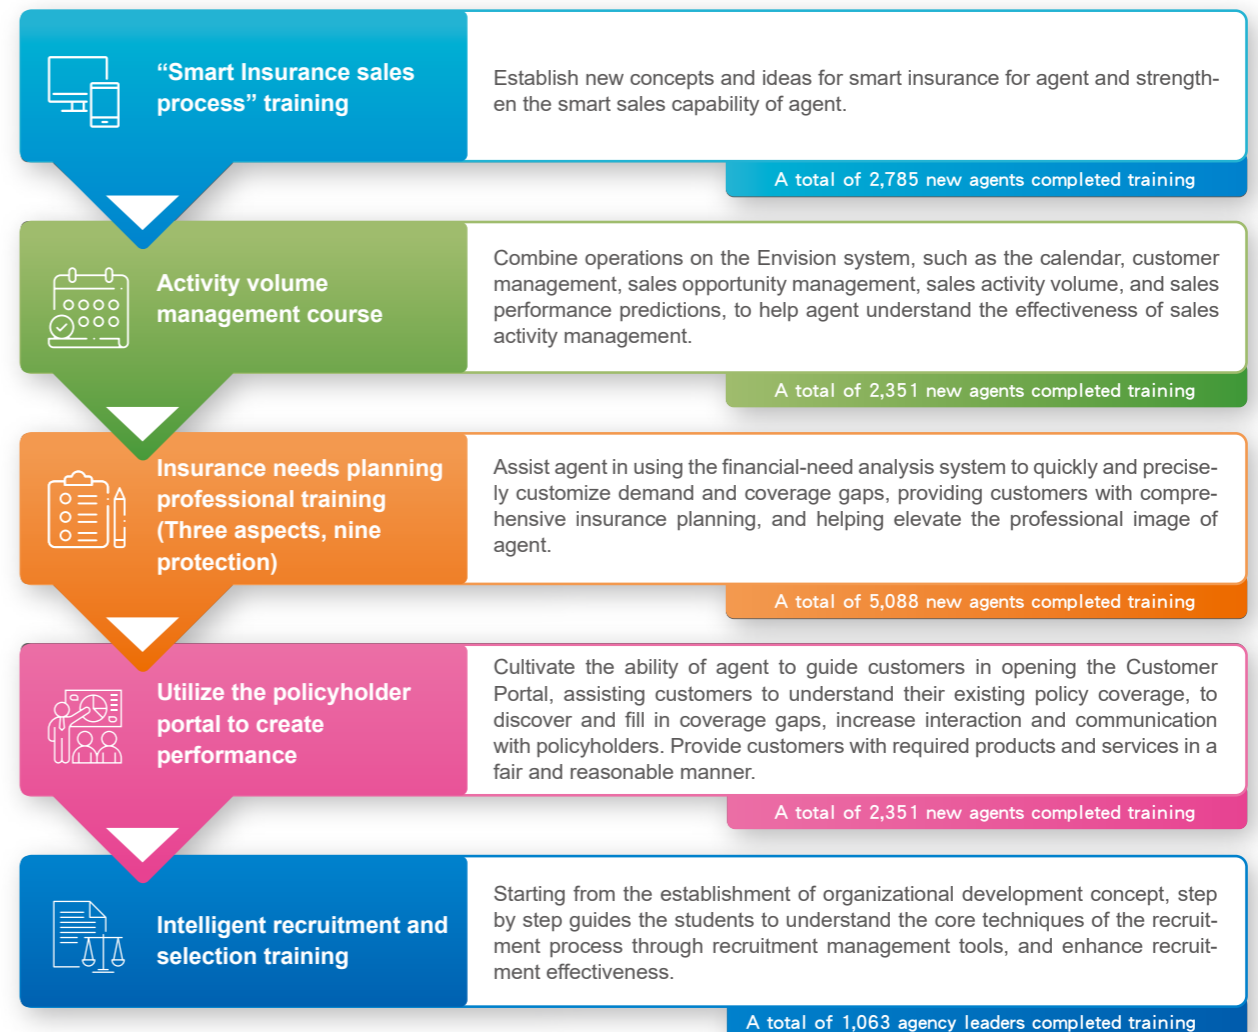 “Smart Insurance sales
process” training
Establish new concepts and ideas for smart insurance for agent and strength-
en the smart sales capability of agent.
A total of 2,785 new agents completed training
Activity volume
management course
Combine operations on the Envision system, such as the calendar, customer
management, sales opportunity management, sales activity volume, and sales
performance predictions, to help agent understand the effectiveness of sales
activity management.
A total of 2,351 new agents completed training
Insurance needs planning
professional training
(Three aspects, nine
protection)
Assist agent in using the financial-need analysis system to quickly and precise-
ly customize demand and coverage gaps, providing customers with compre-
hensive insurance planning, and helping elevate the professional image of
agent.
A total of 5,088 new agents completed training
Utilize the policyholder
portal to create
performance
Cultivate the ability of agent to guide customers in opening the Customer
Portal, assisting customers to understand their existing policy coverage, to
discover and fill in coverage gaps, increase interaction and communication
with policyholders. Provide customers with required products and services in a
fair and reasonable manner.
A total of 2,351 new agents completed training
Intelligent recruitment and
selection training
Starting from the establishment of organizational development concept, step
by step guides the students to understand the core techniques of the recruit-
ment process through recruitment management tools, and enhance recruit-
ment effectiveness.
A total of 1,063 agency leaders completed training